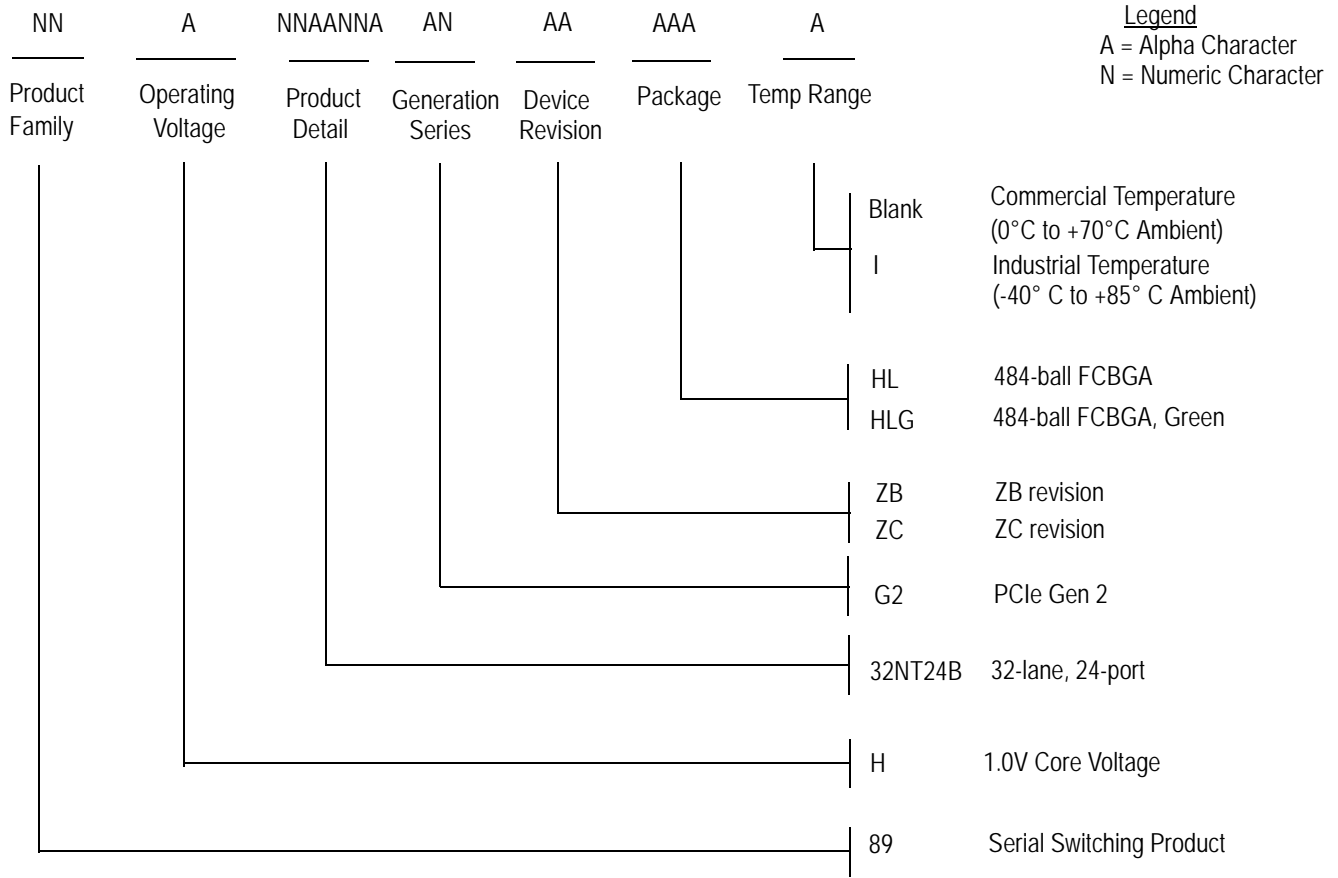 NN A NNAANNA AN AA AAA A
Legend
A = Alpha Character
N = Numeric Character
Product Family
Operating Voltage
Product Detail
Generation Series
Device Revision
Package
Temp Range
Blank Commercial Temperature
(0°C to +70°C Ambient)
I Industrial Temperature
(-40° C to +85° C Ambient)
HL 484-ball FCBGA
HLG 484-ball FCBGA, Green
ZB ZB revision
ZC ZC revision
G2 PCIe Gen 2
32NT24B 32-lane, 24-port
H 1.0V Core Voltage
89 Serial Switching Product